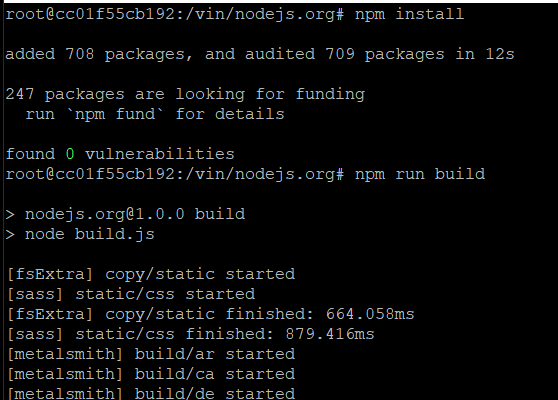 root@cc01f55cb192:/vin/nodejs.org# npm install
added 708 packages, and audited 709 packages in 12s
247 packages are looking for funding
  run `npm fund` for details
found 0 vulnerabilities
root@cc01f55cb192:/vin/nodejs.org# npm run build
> nodejs.org@1.0.0 build
> node build.js
[fsExtra] copy/static started
[sass] static/css started
[fsExtra] copy/static finished: 664.058ms
[sass] static/css finished: 879.416ms
[metalsmith] build/ar started
[metalsmith] build/ca started
[metalsmith] build/de started